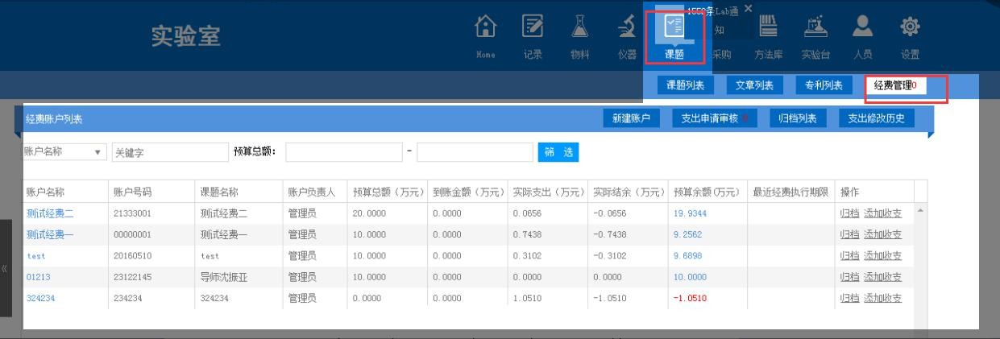 1559条Lab通知
实验室
Home 记录 物料 仪器 课题 采购 方法库 实验台 人员 设置
课题列表 文章列表 专利列表 经费管理0
经费账户列表 新建账户 支出申请审核 0 归档列表 支出修改历史
账户名称 关键字 预算总额： - 筛 选
账户名称 账户号码 课题名称 账户负责人 预算总额（万元） 到账金额（万元） 实际支出（万元） 实际结余（万元） 预算余额(万元） 最近经费执行期限 操作
测试经费二 21333001 测试经费二 管理员 20.0000 0.0000 0.0656 -0.0656 19.9344 归档 添加收支
测试经费一 00000001 测试经费一 管理员 10.0000 0.0000 0.7438 -0.7438 9.2562 归档 添加收支
test 20160510 test 管理员 10.0000 0.0000 0.3102 -0.3102 9.6898 归档 添加收支
01213 23122145 导师沈振亚 管理员 10.0000 0.0000 0.0000 0.0000 10.0000 归档 添加收支
324234 234234 324234 管理员 0.0000 0.0000 1.0510 -1.0510 -1.0510 归档 添加收支